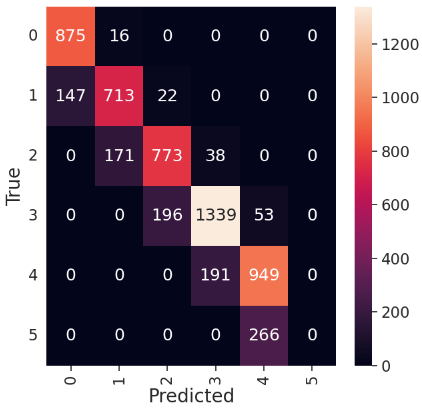 0 875 16 0 0 0 0
1 147 713 22 0 0 0
2 0 171 773 38 0 0
3 0 0 196 1339 53 0
4 0 0 0 191 949 0
5 0 0 0 0 266 0
0 1 2 3 4 5
True
Predicted
1200
1000
800
600
400
200
0